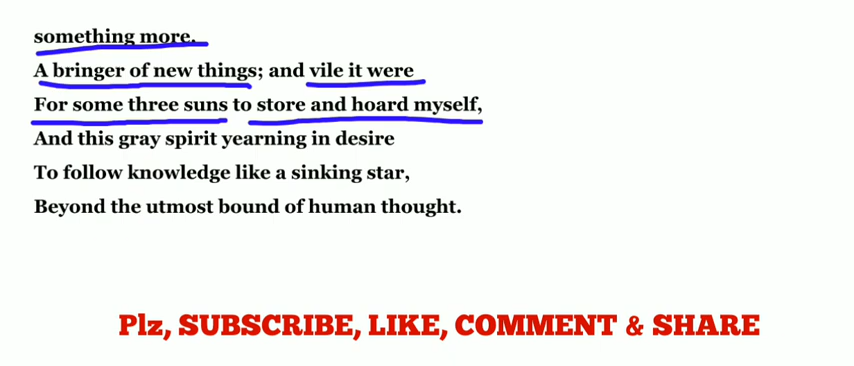 something more.
A bringer of new things; and vile it were
For some three suns to store and hoard myself,
And this gray spirit yearning in desire
To follow knowledge like a sinking star,
Beyond the utmost bound of human thought.
Plz, SUBSCRIBE, LIKE, COMMENT & SHARE